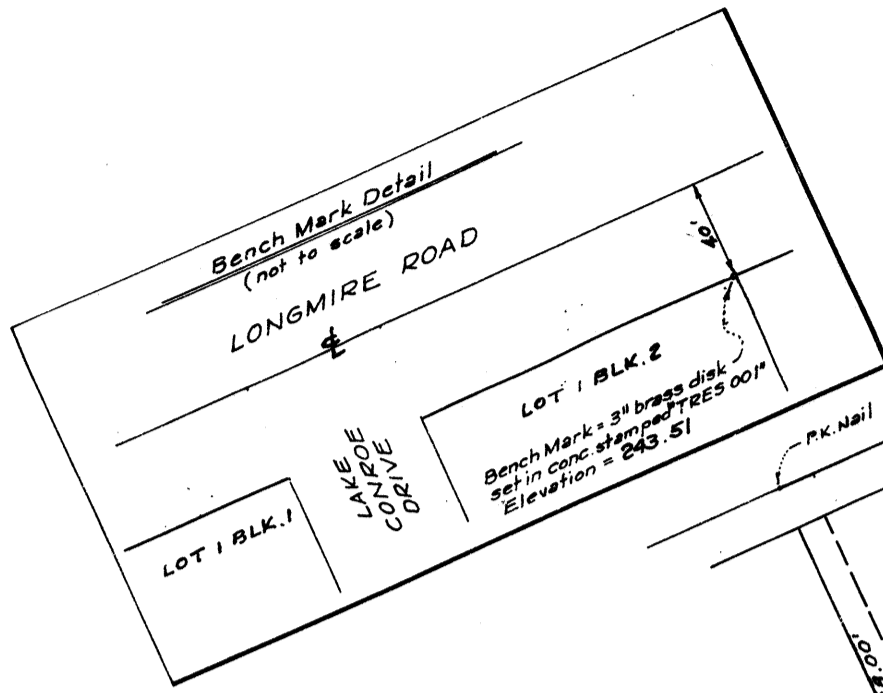 Bench Mark Detail
(not to scale)
LONGMIRE ROAD
℄
40'
LOT 1 BLK.2
Bench Mark = 3" brass disk
set in conc. stamped "TRES 001"
Elevation = 243.51
LAKE
CONROE
DRIVE
LOT 1 BLK.1
P.K. Nail